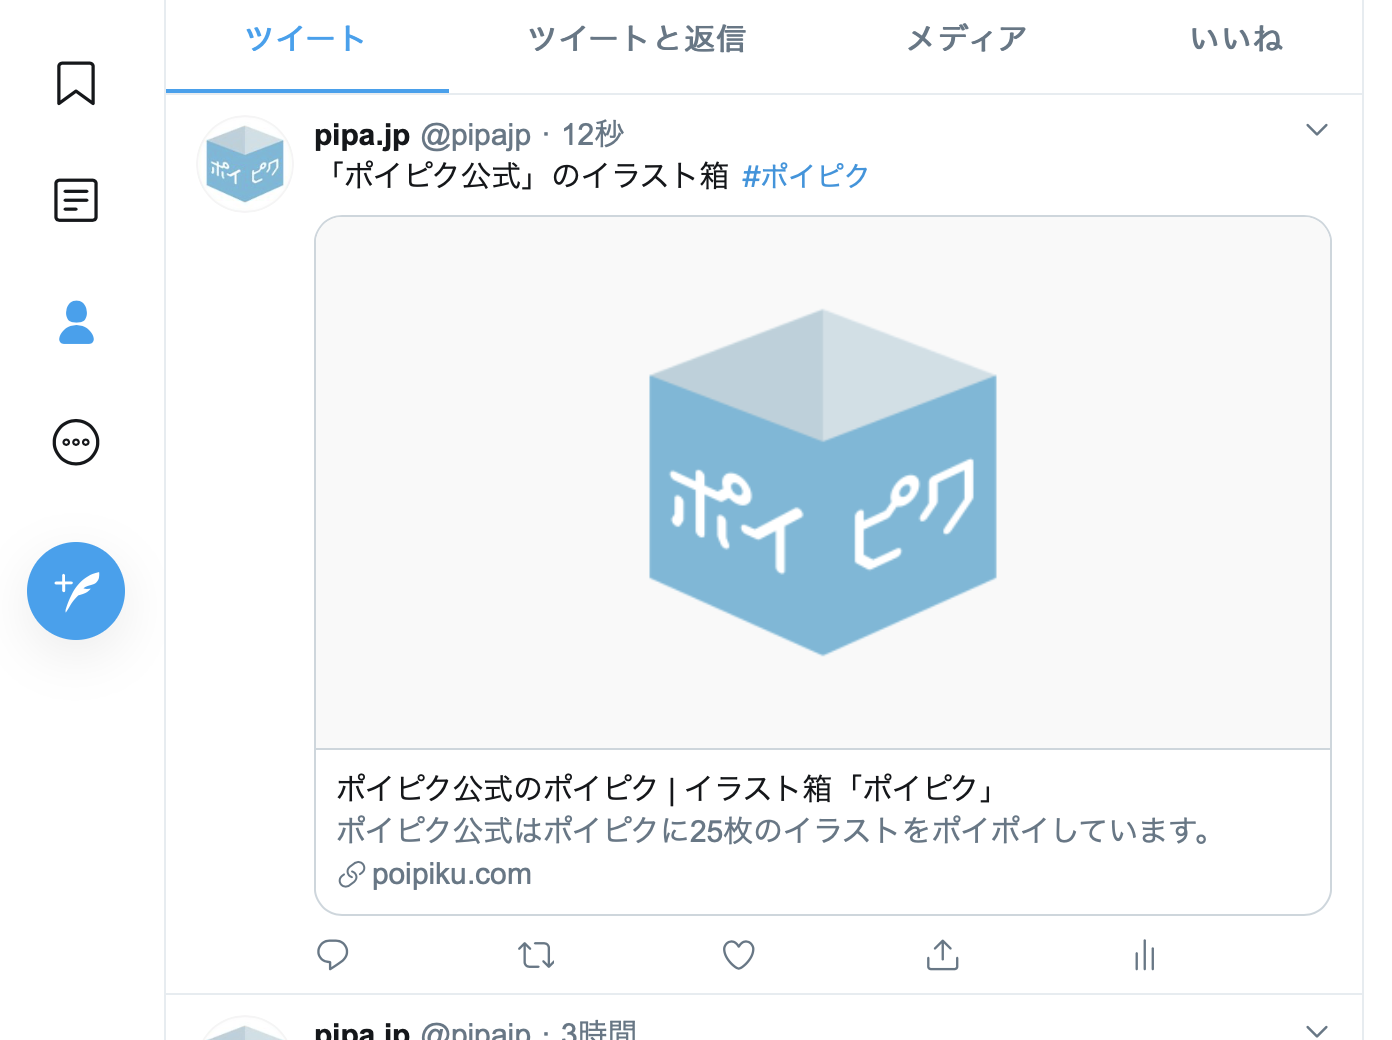 ツイート
ツイートと返信
メディア
いいね
pipa.jp @pipajp · 12秒
「ポイピク公式」のイラスト箱 #ポイピク
ポイ ピク
ポイ ピク
ポイピク公式のポイピク | イラスト箱「ポイピク」
ポイピク公式はポイピクに25枚のイラストをポイポイしています。
poipiku.com
pipa.jp @pipajp · 3時間